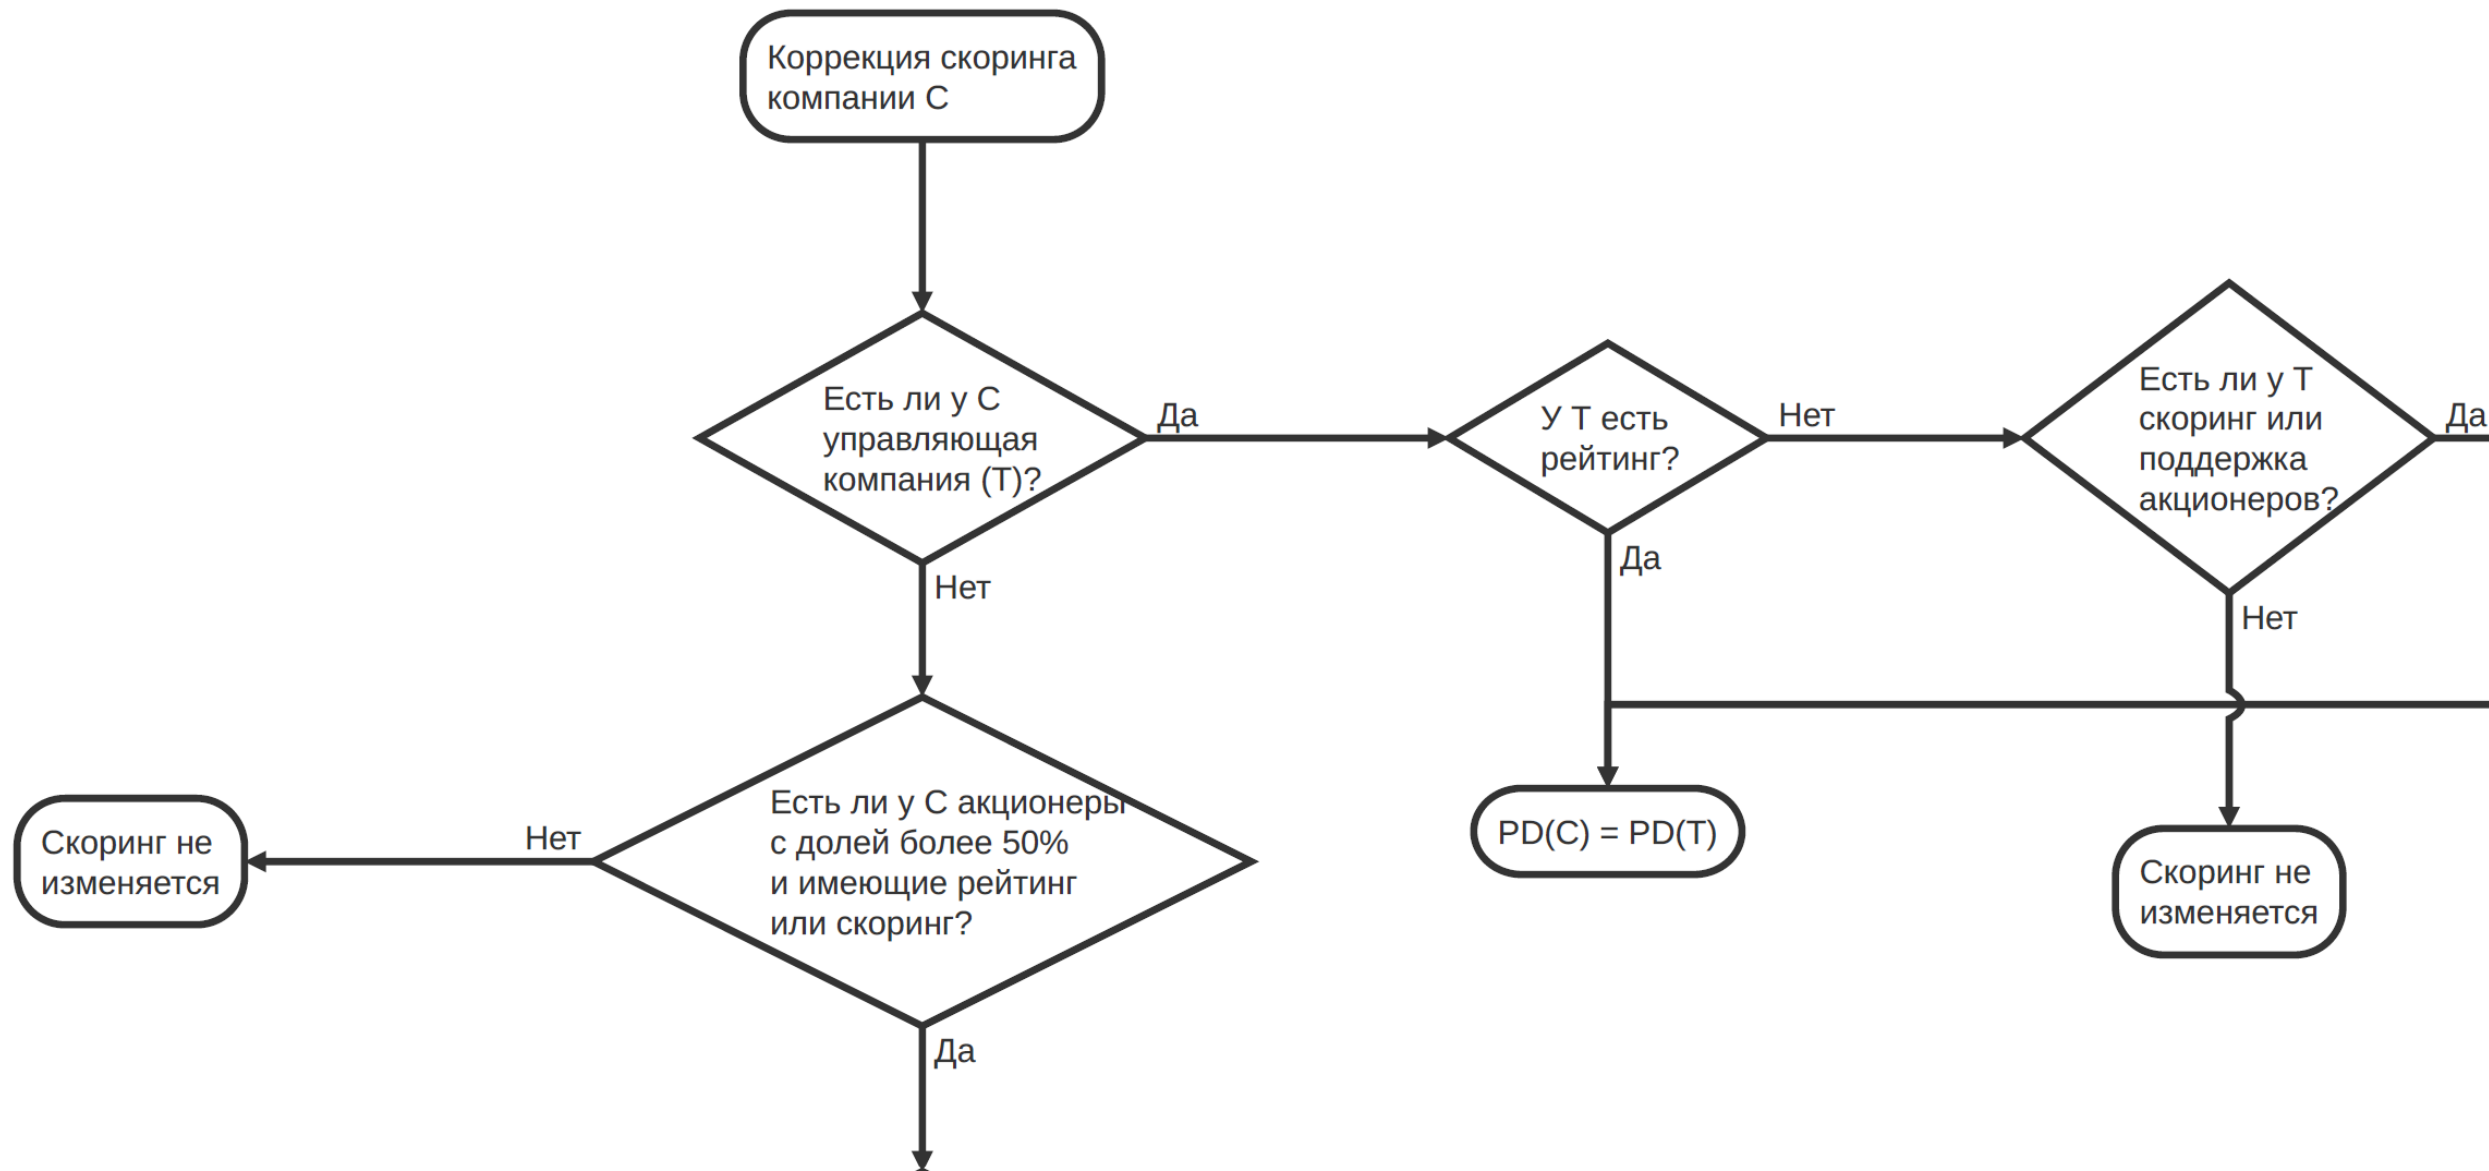 Коррекция скоринга
компании С
Есть ли у С
управляющая
компания (Т)?
Да
У Т есть
рейтинг?
Нет
Есть ли у Т
скоринг или
поддержка
акционеров?
Да
Нет
Да
Нет
Есть ли у С акционеры
с долей более 50%
и имеющие рейтинг
или скоринг?
Нет
Скоринг не
изменяется
PD(C) = PD(T)
Скоринг не
изменяется
Да